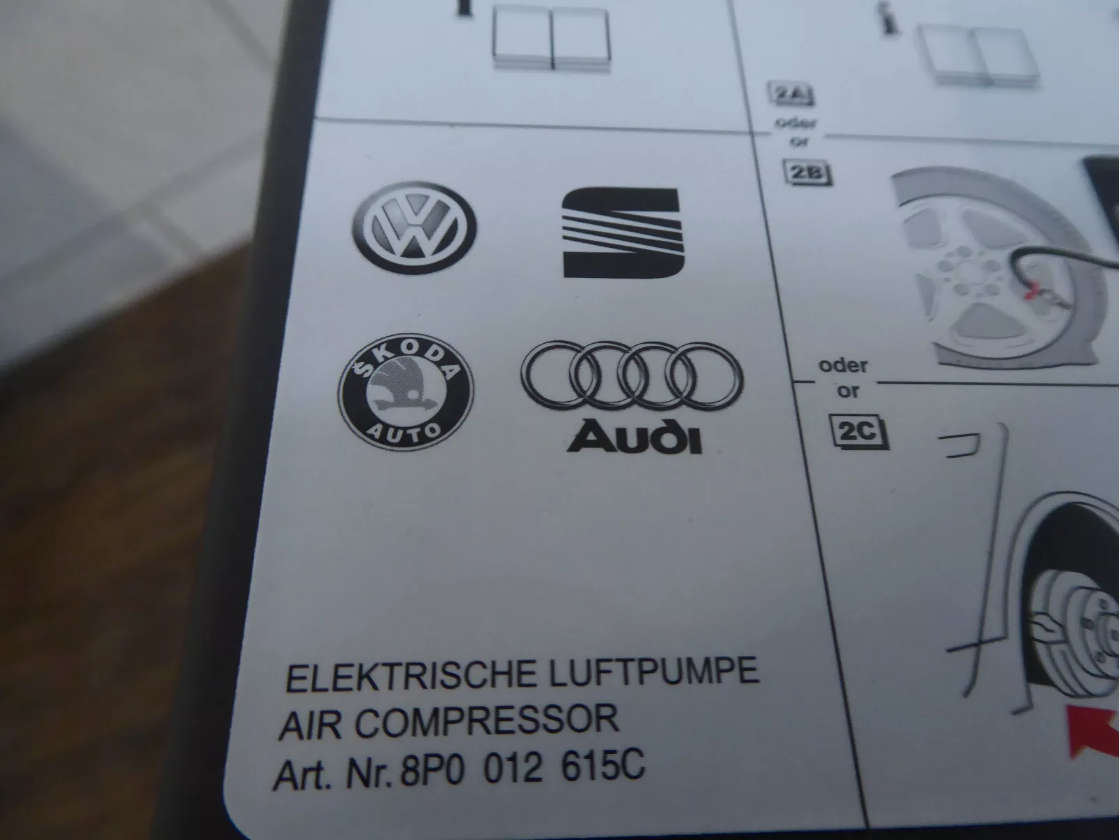 i
i
2A
oder
or
2B
VW
S
ŠKODA
AUTO
Audi
oder
or
2C
ELEKTRISCHE LUFTPUMPE
AIR COMPRESSOR
Art. Nr. 8P0 012 615C